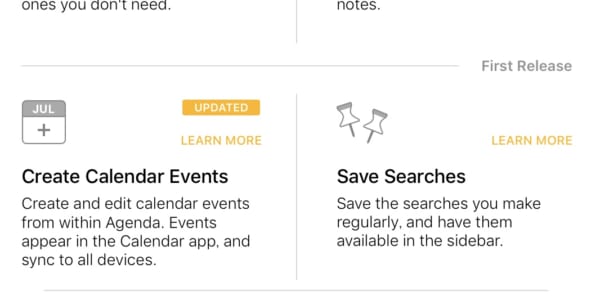 ones you don't need.
notes.
First Release
JUL
UPDATED
LEARN MORE
Create Calendar Events
Create and edit calendar events
from within Agenda. Events
appear in the Calendar app, and
sync to all devices.
LEARN MORE
Save Searches
Save the searches you make
regularly, and have them
available in the sidebar.